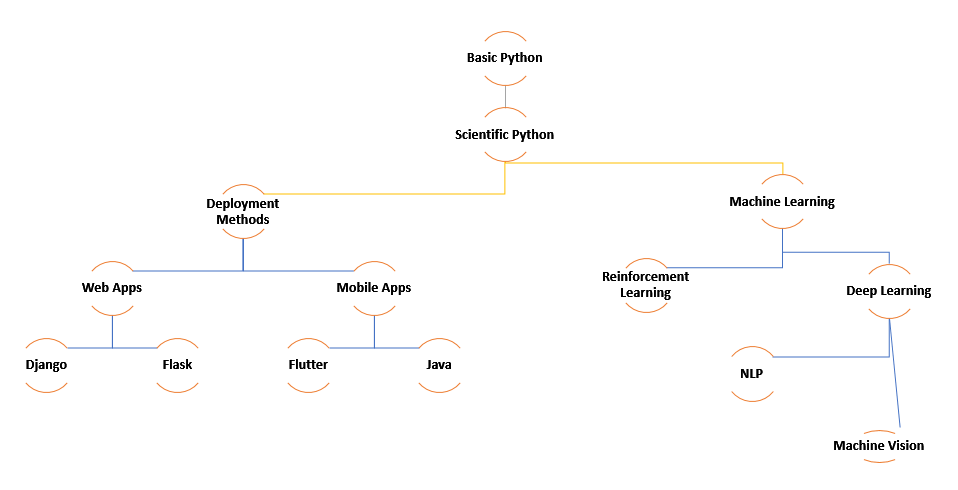 Basic Python
Scientific Python
Deployment
Methods
Machine Learning
Web Apps
Mobile Apps
Reinforcement
Learning
Deep Learning
Django
Flask
Flutter
Java
NLP
Machine Vision